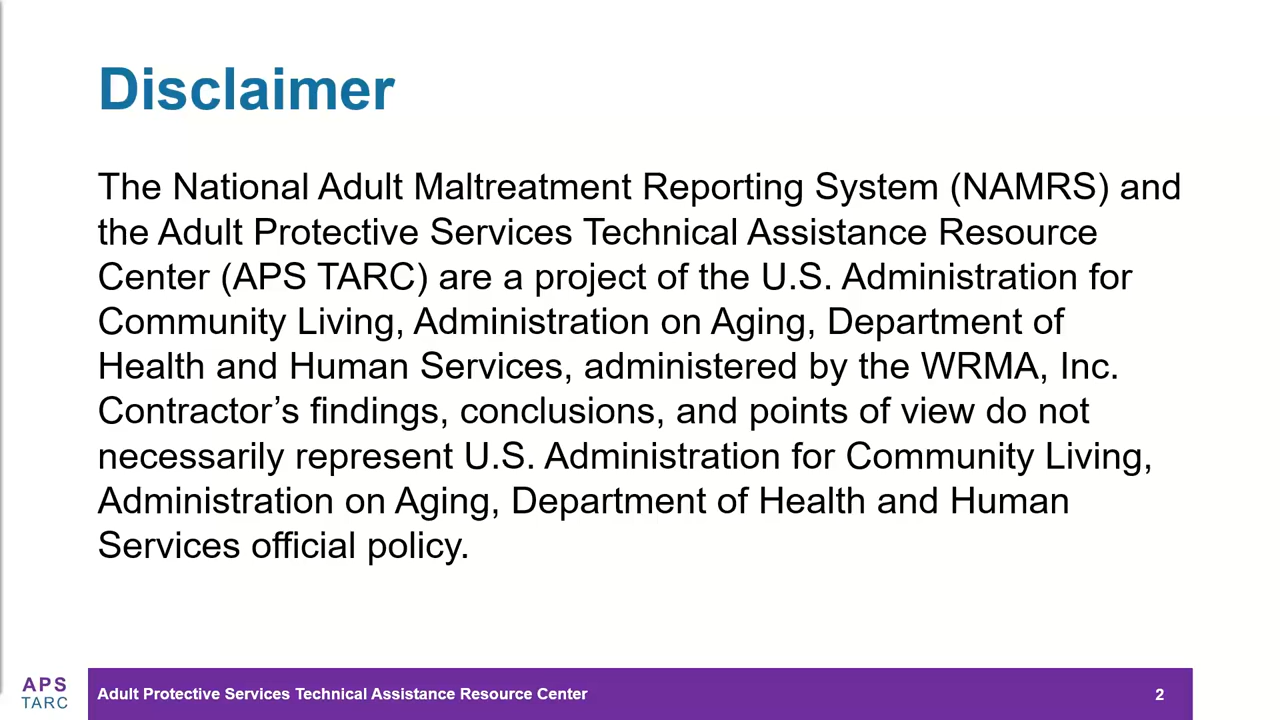 Disclaimer
The National Adult Maltreatment Reporting System (NAMRS) and
the Adult Protective Services Technical Assistance Resource
Center (APS TARC) are a project of the U.S. Administration for
Community Living, Administration on Aging, Department of
Health and Human Services, administered by the WRMA, Inc.
Contractor’s findings, conclusions, and points of view do not
necessarily represent U.S. Administration for Community Living,
Administration on Aging, Department of Health and Human
Services official policy.
APS
TARC
Adult Protective Services Technical Assistance Resource Center
2